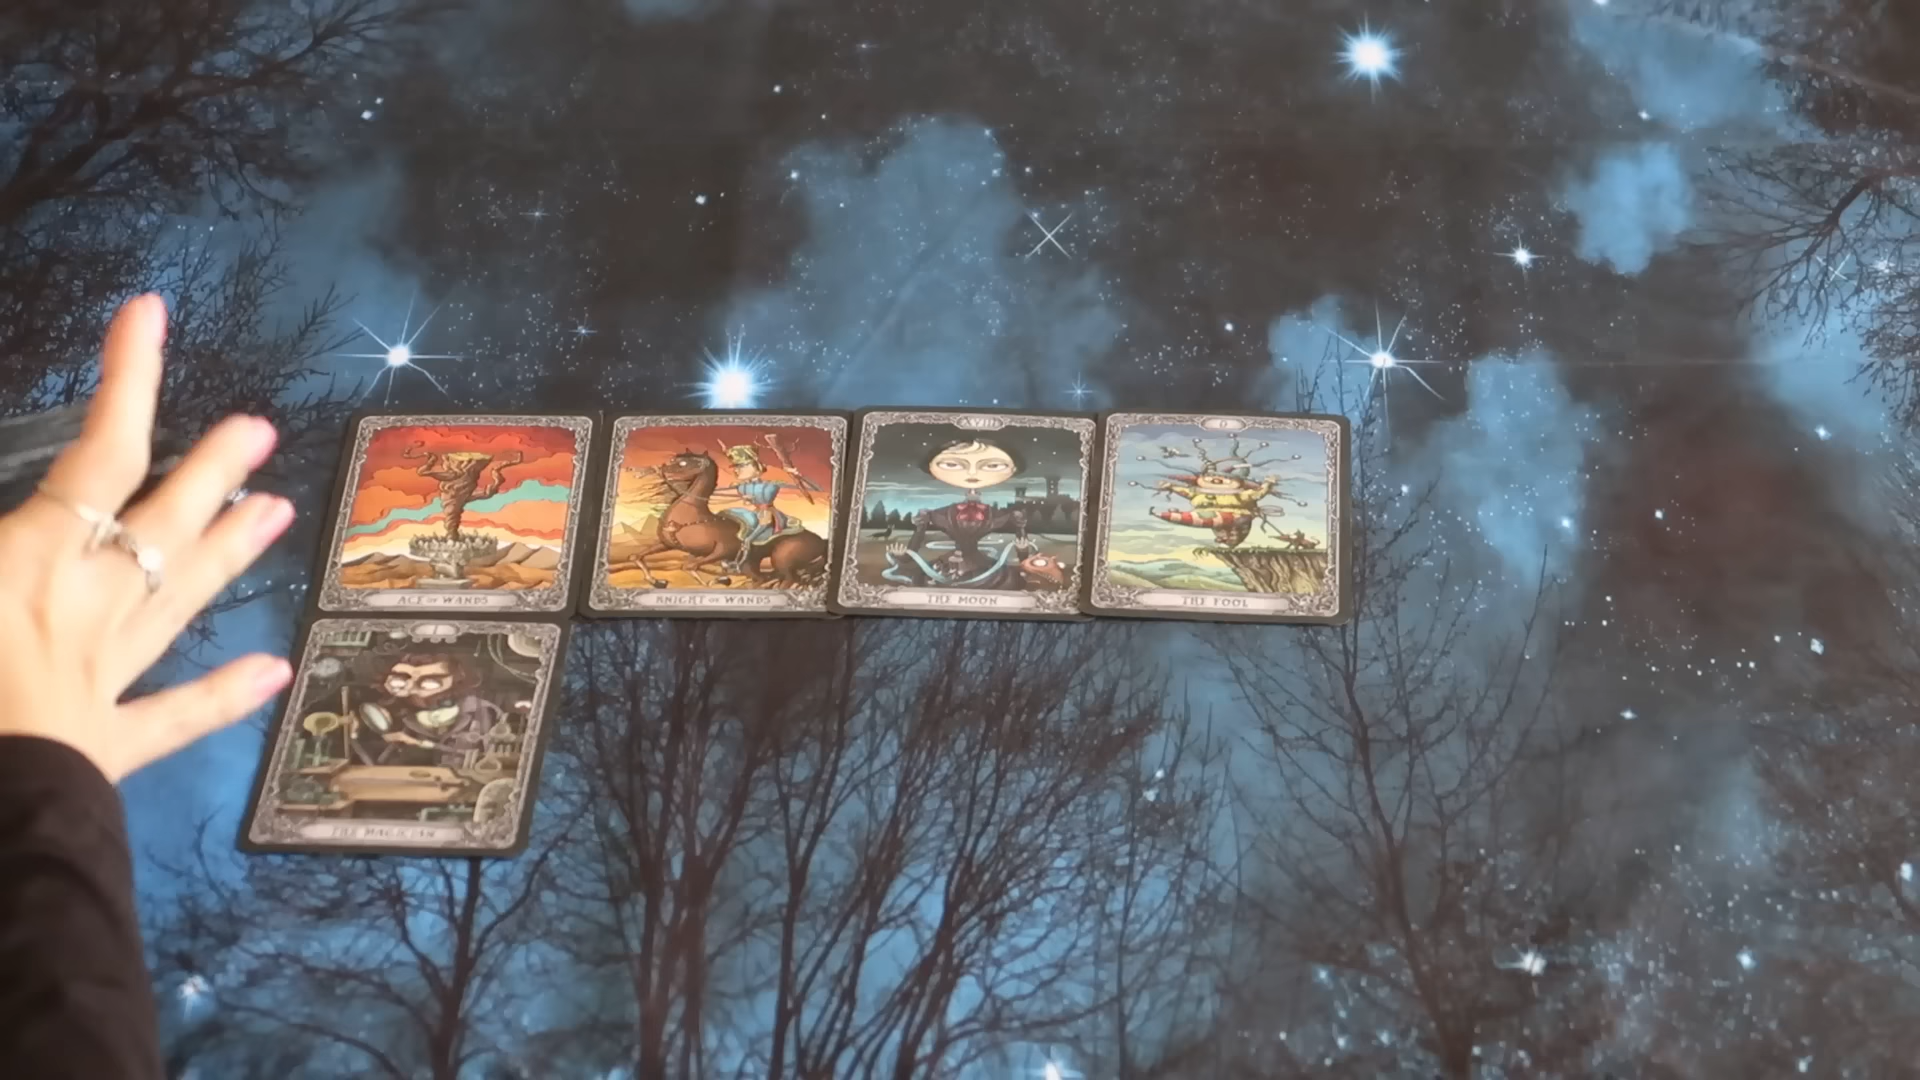 XVIII
0
ACE OF WANDS
KNIGHT OF WANDS
THE MOON
THE FOOL
I
THE MAGICIAN